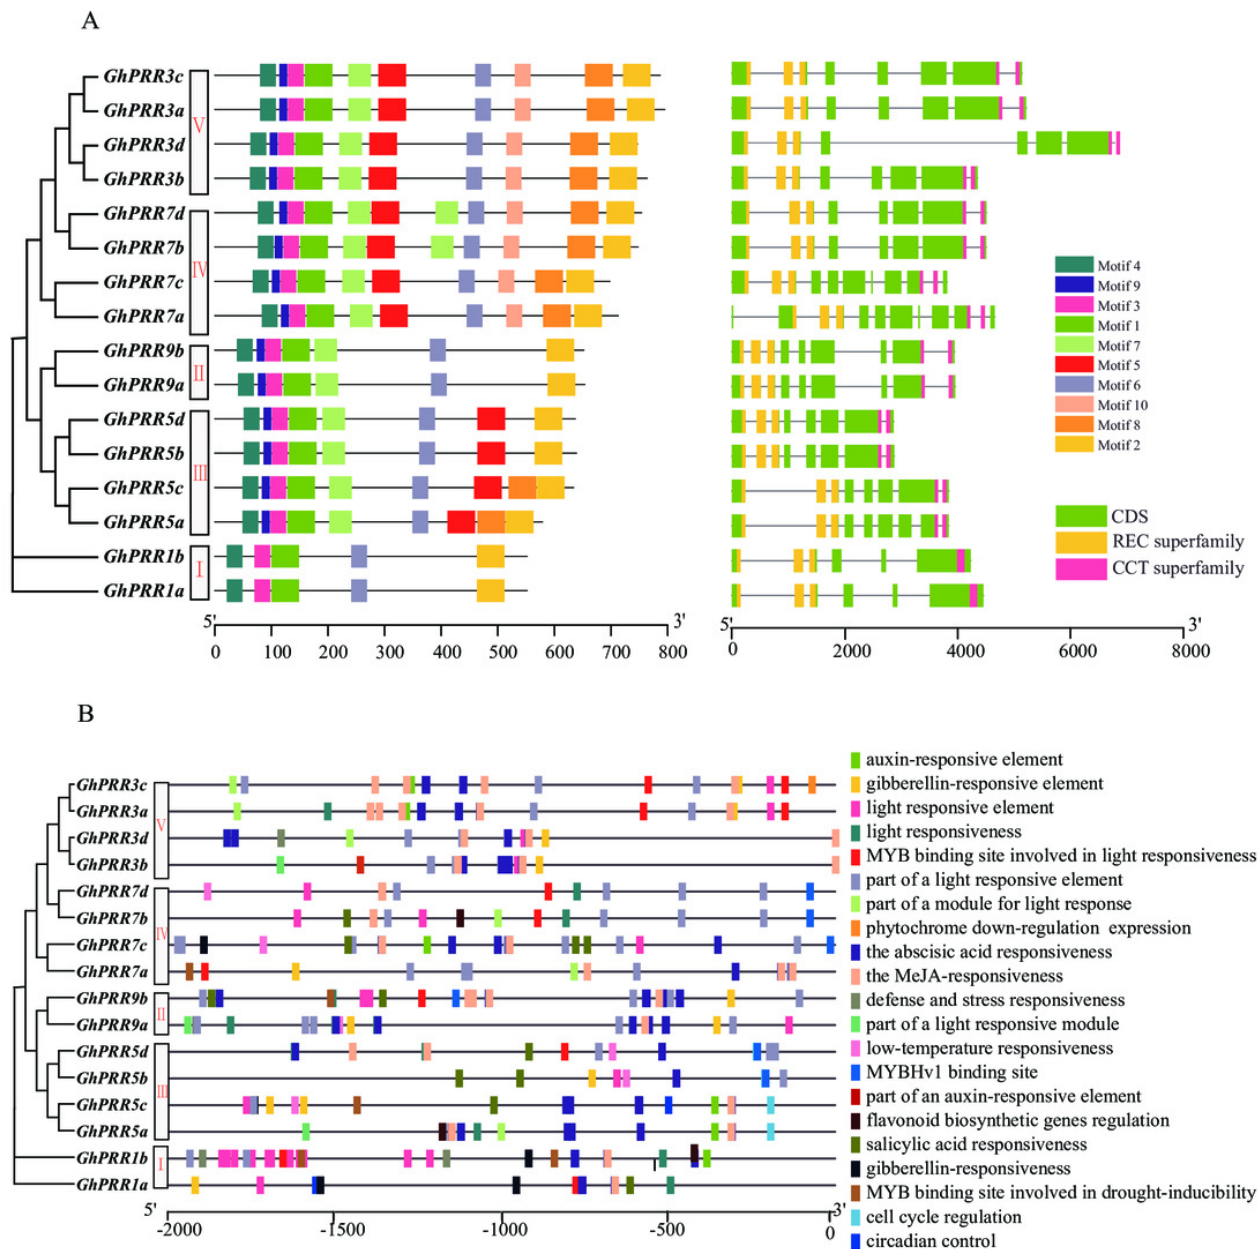 A
GhPRR3c
GhPRR3a
GhPRR3d
GhPRR3b
V
GhPRR7d
GhPRR7b
GhPRR7c
GhPRR7a
IV
GhPRR9b
GhPRR9a
II
GhPRR5d
GhPRR5b
GhPRR5c
GhPRR5a
III
GhPRR1b
GhPRR1a
I
Motif 4
Motif 9
Motif 3
Motif 1
Motif 7
Motif 5
Motif 6
Motif 10
Motif 8
Motif 2
CDS
REC superfamily
CCT superfamily
5' 3'
0 100 200 300 400 500 600 700 800
3'
0 2000 4000 6000 8000
B
GhPRR3c
GhPRR3a
GhPRR3d
GhPRR3b
V
GhPRR7d
GhPRR7b
GhPRR7c
GhPRR7a
IV
GhPRR9b
GhPRR9a
II
GhPRR5d
GhPRR5b
GhPRR5c
GhPRR5a
III
GhPRR1b
GhPRR1a
I
5' 3'
-2000 -1500 -1000 -500 0
auxin-responsive element
gibberellin-responsive element
light responsive element
light responsiveness
MYB binding site involved in light responsiveness
part of a light responsive element
part of a module for light response
phytochrome down-regulation expression
the abscisic acid responsiveness
the MeJA-responsiveness
defense and stress responsiveness
part of a light responsive module
low-temperature responsiveness
MYBHv1 binding site
part of an auxin-responsive element
flavonoid biosynthetic genes regulation
salicylic acid responsiveness
gibberellin-responsiveness
MYB binding site involved in drought-inducibility
cell cycle regulation
circadian control